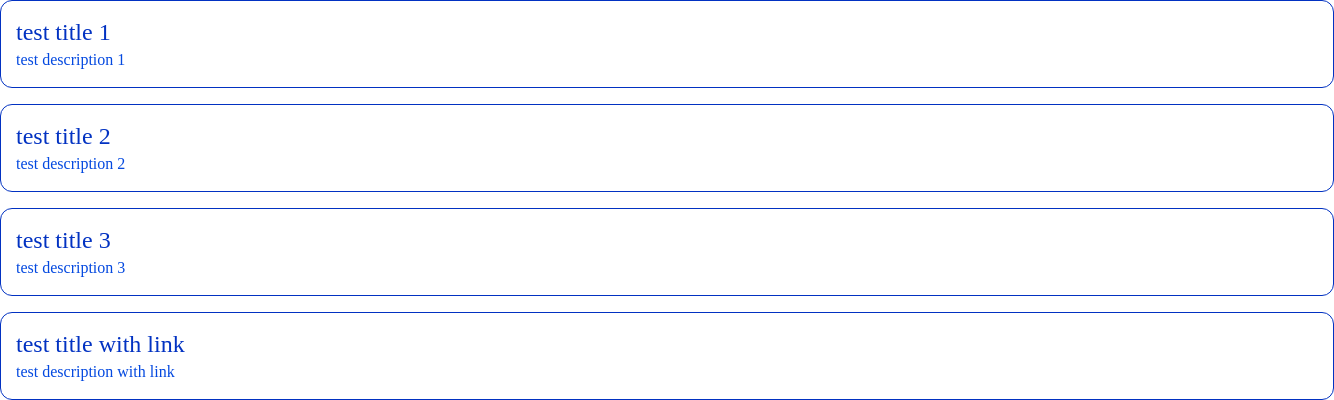 test title 1
test description 1
test title 2
test description 2
test title 3
test description 3
test title with link
test description with link